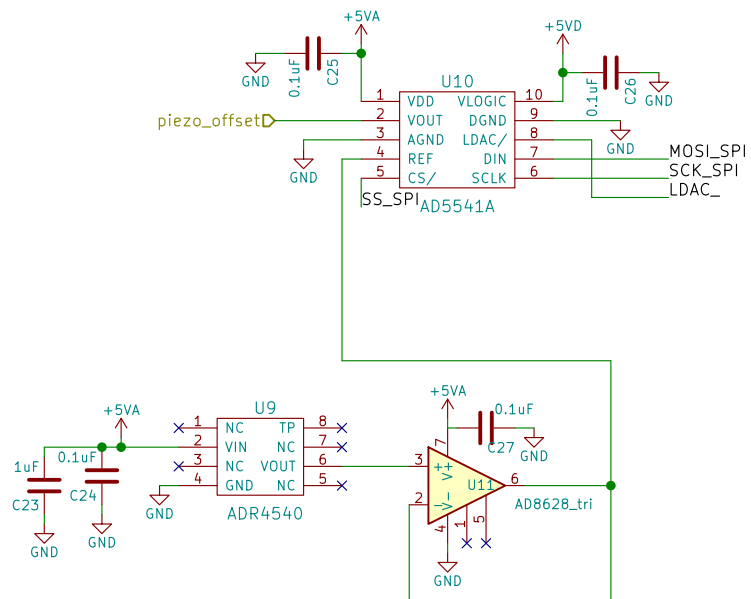 +5VA
+5VD
GND
0.1uF
C25
0.1uF
C26
GND
U10
1 VDD VLOGIC 10
piezo_offset 2 VOUT DGND 9
3 AGND LDAC/ 8
GND
GND
4 REF DIN 7 MOSI_SPI
5 CS/ SCLK 6 SCK_SPI
SS_SPI AD5541A LDAC_
+5VA
+5VA
U9
0.1uF
1 NC TP 8
C27
GND
2 VIN NC 7
7
1uF
0.1uF
3 NC VOUT 6
3 + V+ U11 6
C23
C24
4 GND NC 5
2 - V-
AD8628_tri
GND
ADR4540
4 1 5
GND
GND
GND